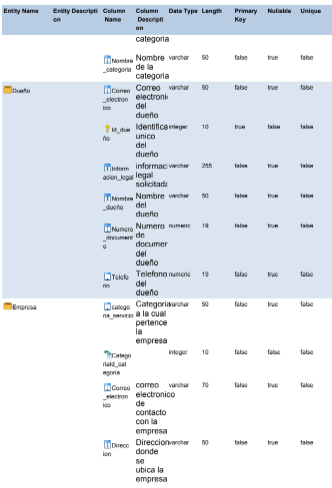 Entity Name Entity Descripti on Column Name Column Descripti on Data Type Length Primary Key Nullable Unique
categoria
Nombre _categoria Nombre de la categoria varchar 50 false true false
Dueño Correo _electron ico Correo electroni del dueño varchar 50 false true false
Id_due ño Identifica unico del dueño integer 10 true false false
Inform acion_legal informac legal solicitada varchar 255 false true false
Nombre _dueño Nombre del dueño varchar 50 false true false
Numero _document o Numero de documer del dueño numeric 19 false true false
Telefo no Telefono del dueño numeric 19 false true false
Empresa catego ria_servicio Categoria a la cual pertence la empresa varchar 50 false true false
Catego riaId_cat egoria integer 10 false false false
Correo _electron ico correo electronico de contacto con la empresa varchar 70 false true false
Direcc ion Direccion donde se ubica la empresa varchar 50 false true false